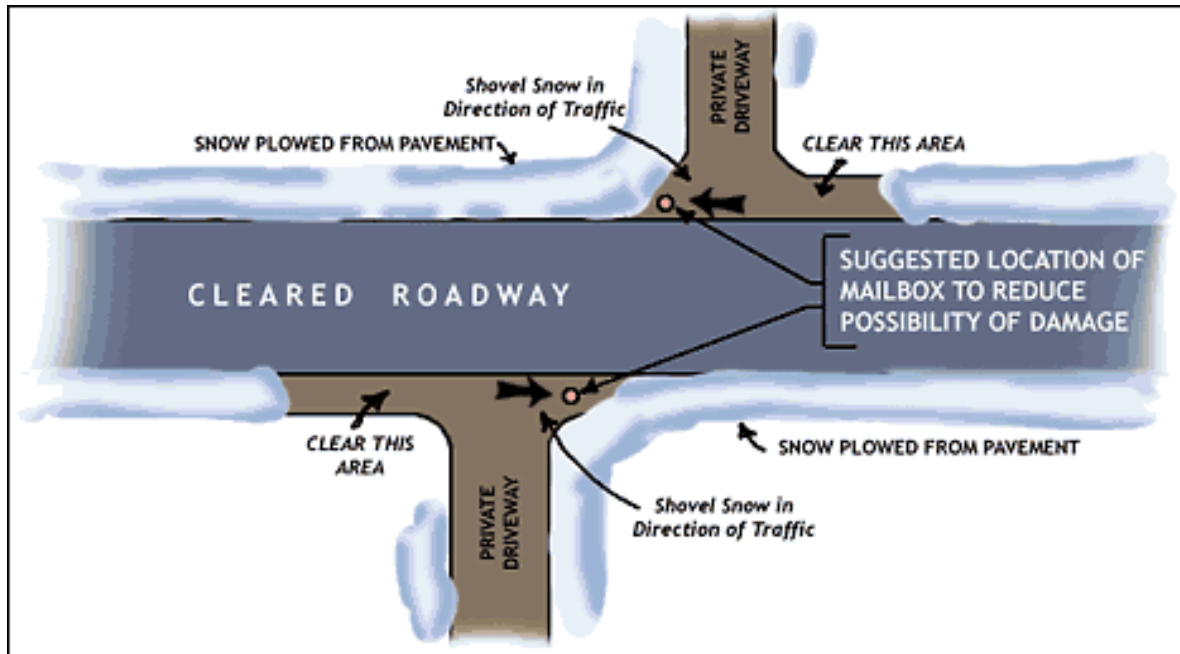 Shovel Snow in
Direction of Traffic
PRIVATE
DRIVEWAY
SNOW PLOWED FROM PAVEMENT
CLEAR THIS AREA
CLEARED ROADWAY
SUGGESTED LOCATION OF
MAILBOX TO REDUCE
POSSIBILITY OF DAMAGE
CLEAR THIS
AREA
SNOW PLOWED FROM PAVEMENT
PRIVATE
DRIVEWAY
Shovel Snow in
Direction of Traffic